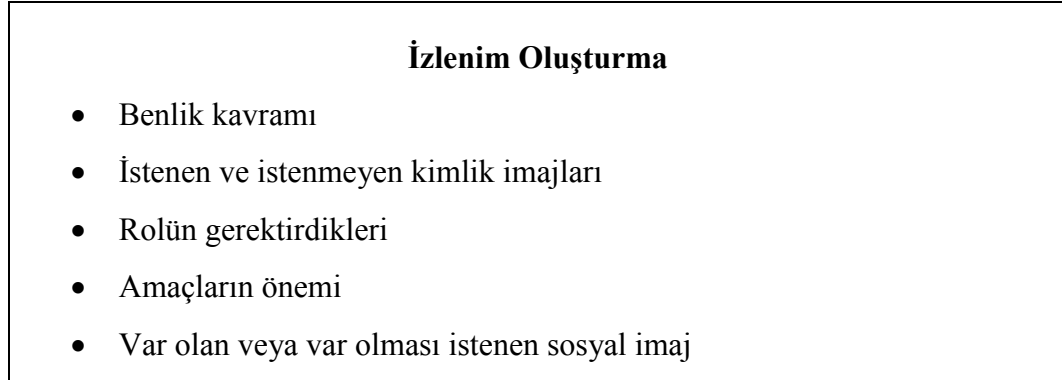 İzlenim Oluşturma
• Benlik kavramı
• İstenen ve istenmeyen kimlik imajları
• Rolün gerektirdikleri
• Amaçların önemi
• Var olan veya var olması istenen sosyal imaj